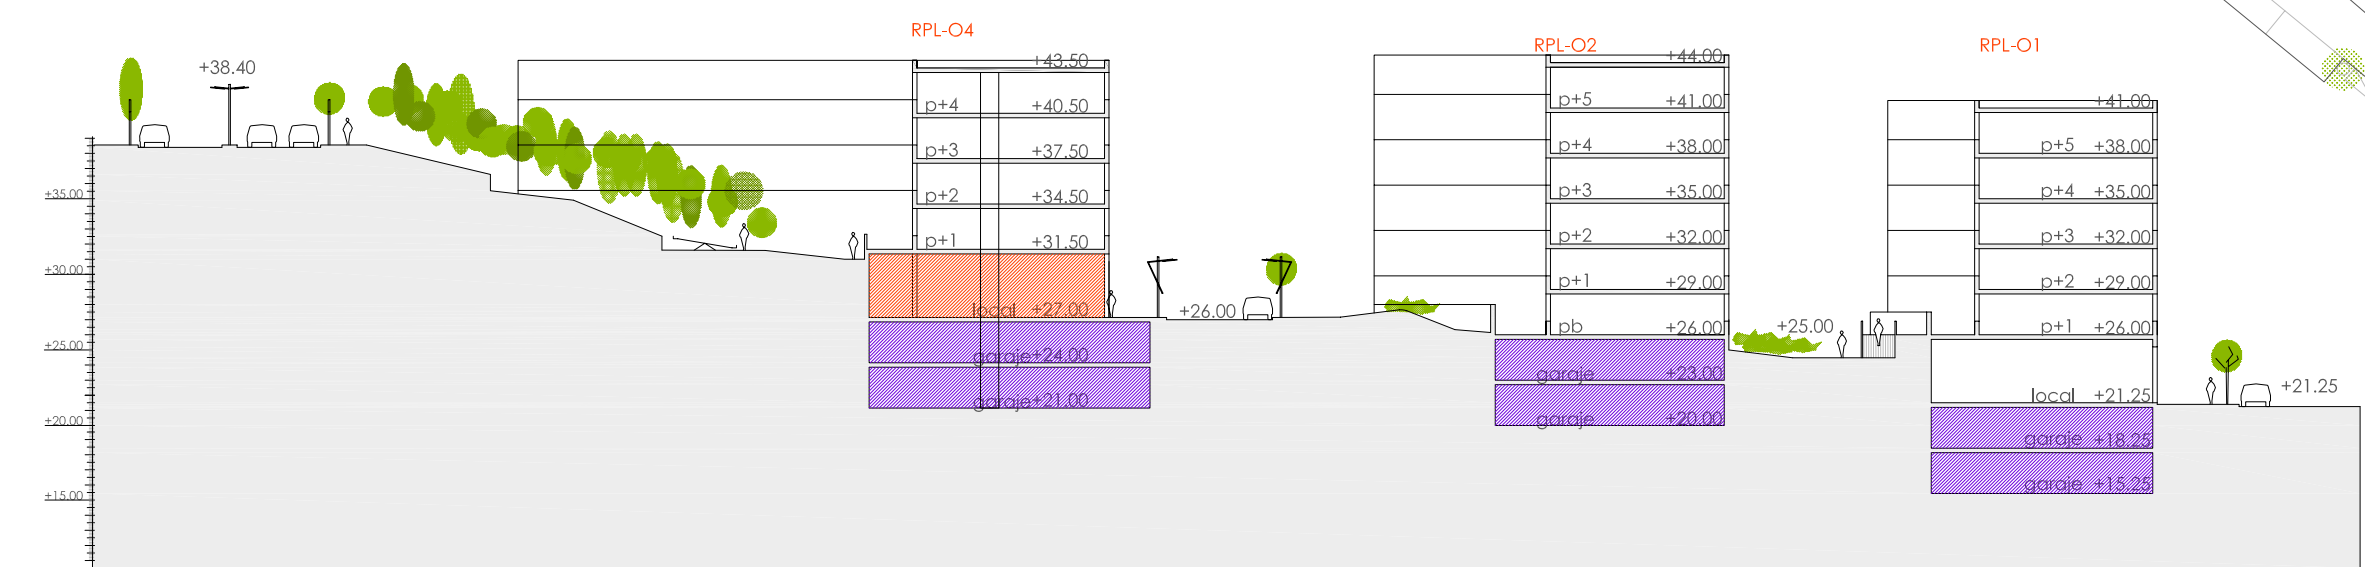 RPL-O4
RPL-O2
RPL-O1
+38.40
+35.00
+30.00
+25.00
+20.00
+15.00
+43.50
p+4 +40.50
p+3 +37.50
p+2 +34.50
p+1 +31.50
local +27.00
garaje+24.00
garaje+21.00
+26.00
+44.00
p+5 +41.00
p+4 +38.00
p+3 +35.00
p+2 +32.00
p+1 +29.00
pb +26.00
garaje +23.00
garaje +20.00
+25.00
+41.00
p+5 +38.00
p+4 +35.00
p+3 +32.00
p+2 +29.00
p+1 +26.00
local +21.25
garaje +18.25
garaje +15.25
+21.25